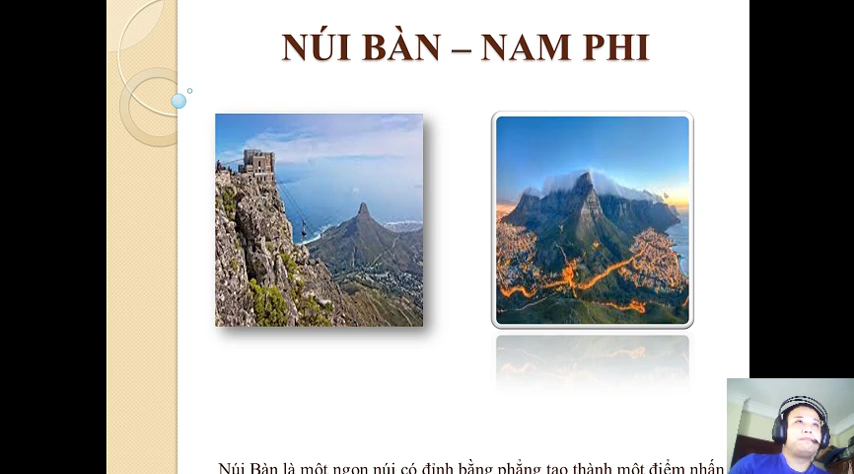 NÚI BÀN – NAM PHI
Núi Bàn là một ngọn núi có đỉnh bằng phẳng tạo thành một điểm nhấn